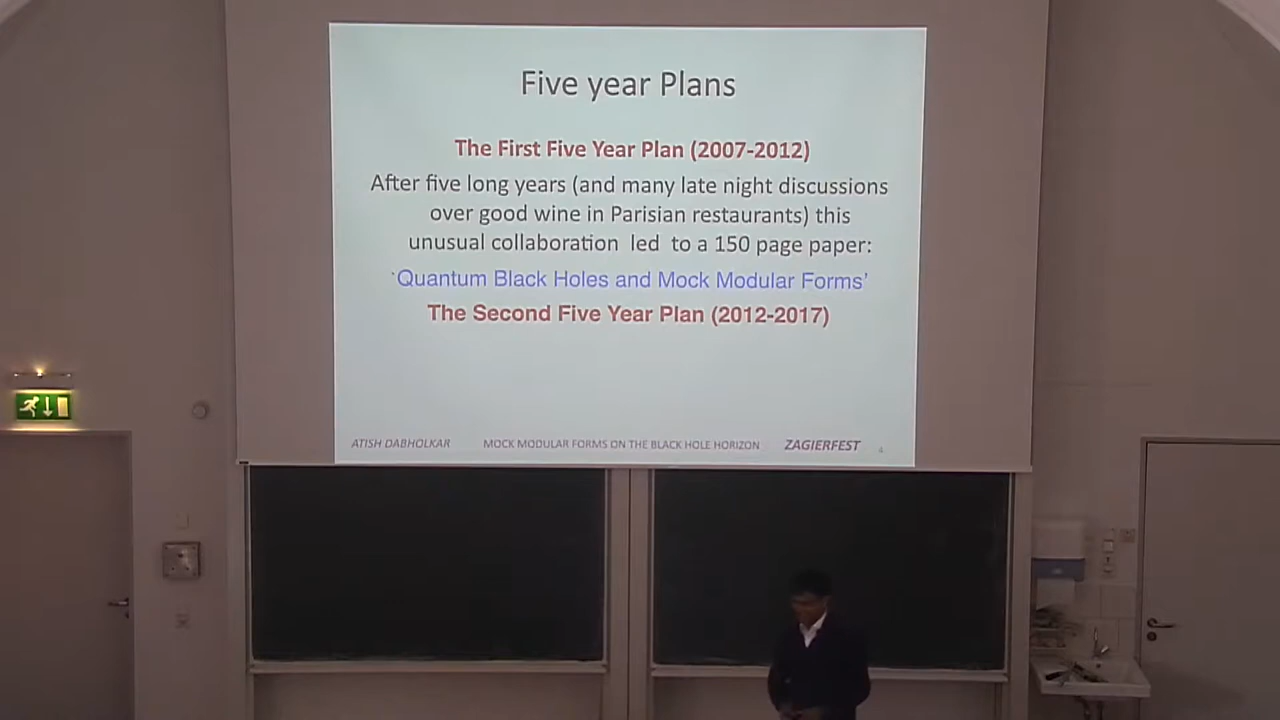 Five year Plans
The First Five Year Plan (2007-2012)
After five long years (and many late night discussions
over good wine in Parisian restaurants) this
unusual collaboration led to a 150 page paper:
`Quantum Black Holes and Mock Modular Forms’
The Second Five Year Plan (2012-2017)
ATISH DABHOLKAR MOCK MODULAR FORMS ON THE BLACK HOLE HORIZON ZAGIERFEST 4